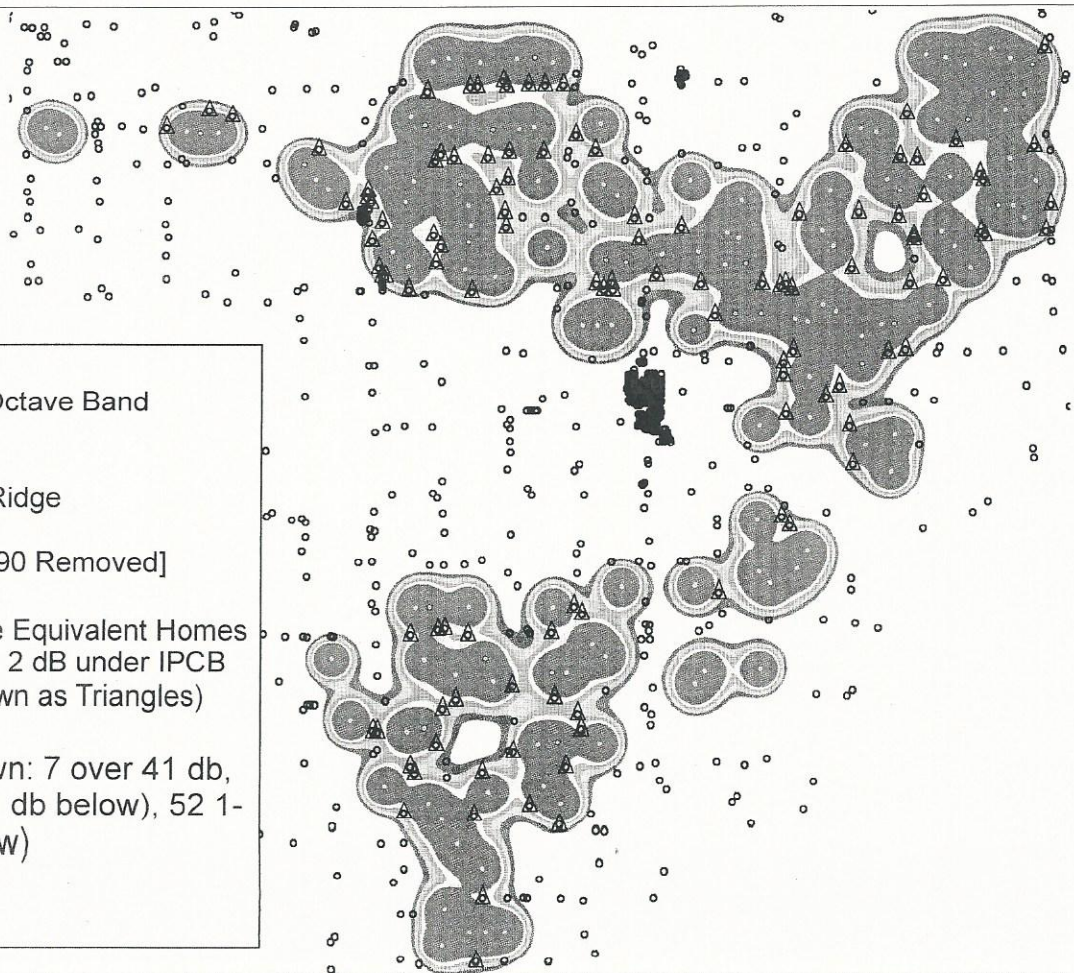 Octave Band
Ridge
90 Removed]
e Equivalent Homes
2 dB under IPCB
wn as Triangles)
wn: 7 over 41 db,
db below), 52 1-
w)